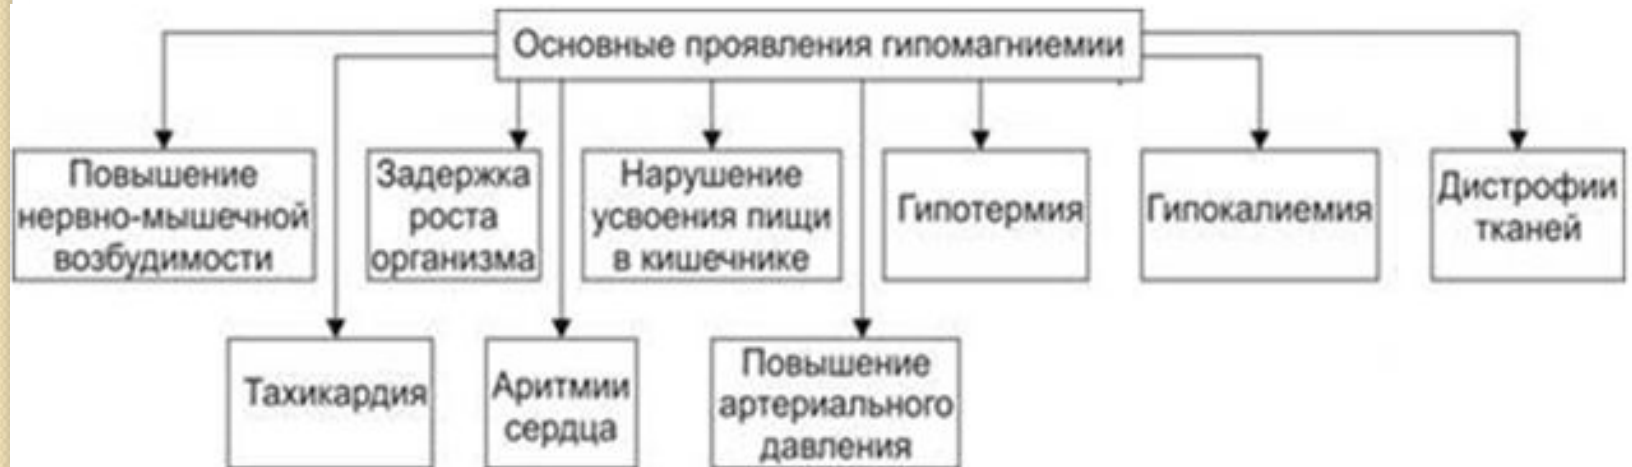 Основные проявления гипомагниемии
Повышение
нервно-мышечной
возбудимости
Задержка
роста
организма
Нарушение
усвоения пищи
в кишечнике
Гипотермия
Гипокалиемия
Дистрофии
тканей
Тахикардия
Аритмии
сердца
Повышение
артериального
давления